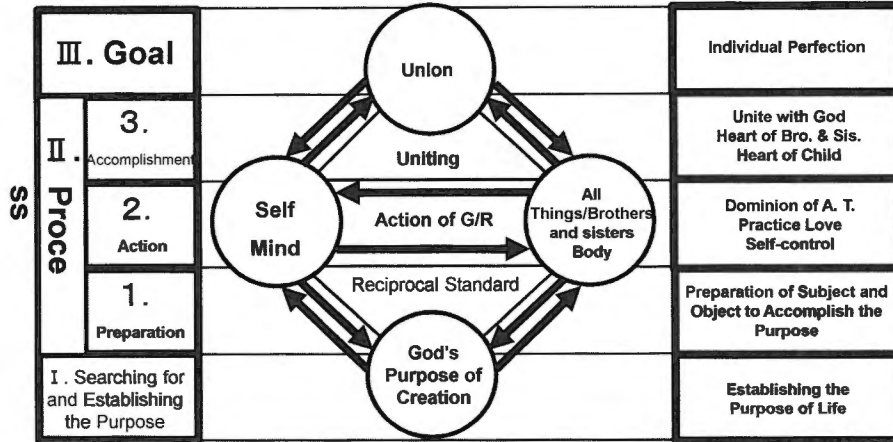 Ⅲ. Goal
Union
Individual Perfection
Ⅱ. Proce
ss
3.
Accomplishment
Uniting
Unite with God
Heart of Bro. & Sis.
Heart of Child
2.
Action
Self
Mind
Action of G/R
All
Things/Brothers
and sisters
Body
Dominion of A. T.
Practice Love
Self-control
1.
Preparation
Reciprocal Standard
Preparation of Subject and
Object to Accomplish the
Purpose
Ⅰ. Searching for
and Establishing
the Purpose
God's
Purpose of
Creation
Establishing the
Purpose of Life